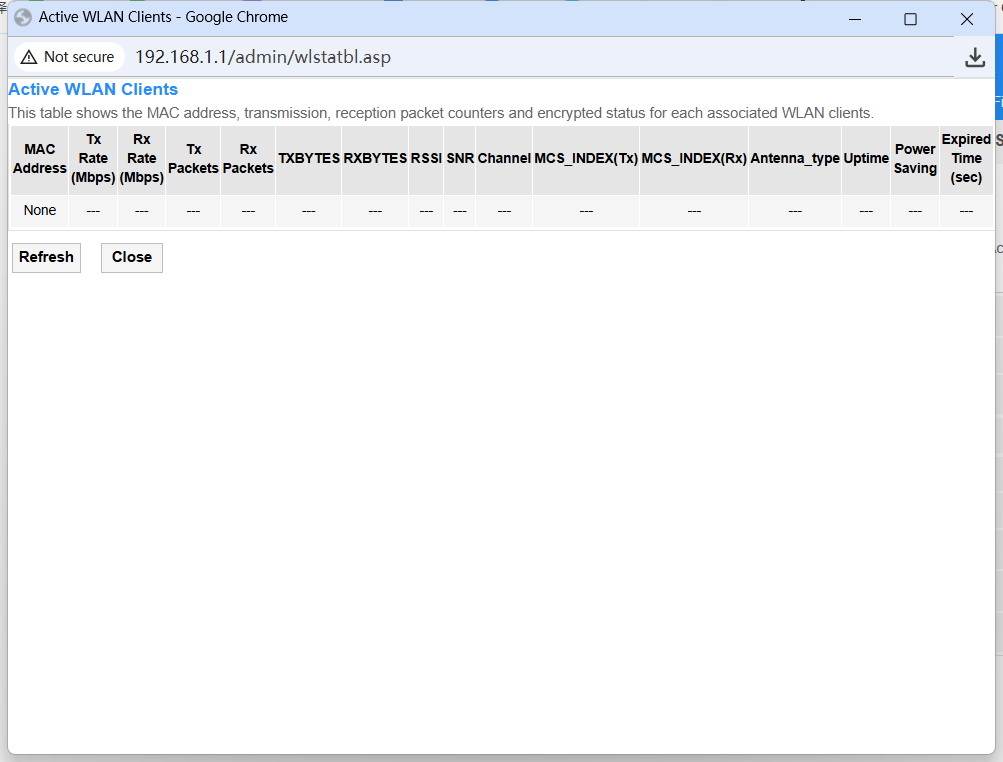 Active WLAN Clients - Google Chrome
Not secure 192.168.1.1/admin/wlstatbl.asp
Active WLAN Clients
This table shows the MAC address, transmission, reception packet counters and encrypted status for each associated WLAN clients.
MAC Address Tx Rate (Mbps) Rx Rate (Mbps) Tx Packets Rx Packets TXBYTES RXBYTES RSSI SNR Channel MCS_INDEX(Tx) MCS_INDEX(Rx) Antenna_type Uptime Power Saving Expired Time (sec)
None --- --- --- --- --- --- --- --- --- --- --- --- --- --- ---
Refresh Close